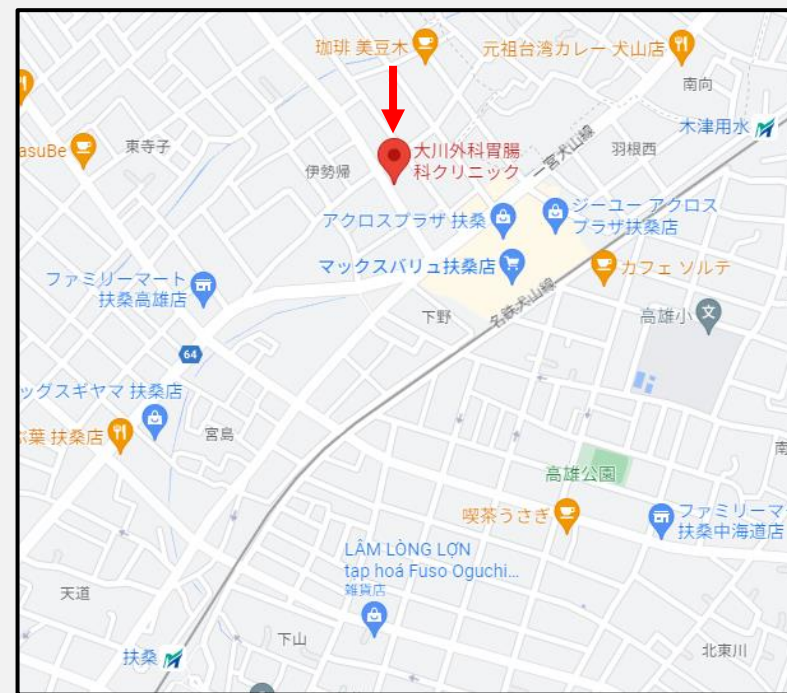 珈琲 美豆木
元祖台湾カレー 犬山店
南向
木津用水
asuBe
東寺子
大川外科胃腸
科クリニック
一宮犬山線
羽根西
伊勢帰
ジーユー アクロス
プラザ扶桑店
アクロスプラザ 扶桑
マックスバリュ扶桑店
カフェ ソルテ
ファミリーマート
扶桑高雄店
下野
名鉄犬山線
高雄小
文
64
ッグスギヤマ 扶桑店
葉 扶桑店
宮島
南
高雄公園
喫茶うさぎ
ファミリーマ
扶桑中海道店
LÂM LÒNG LỢN
tạp hoá Fuso Oguchi...
雑貨店
天道
下山
扶桑
北東川